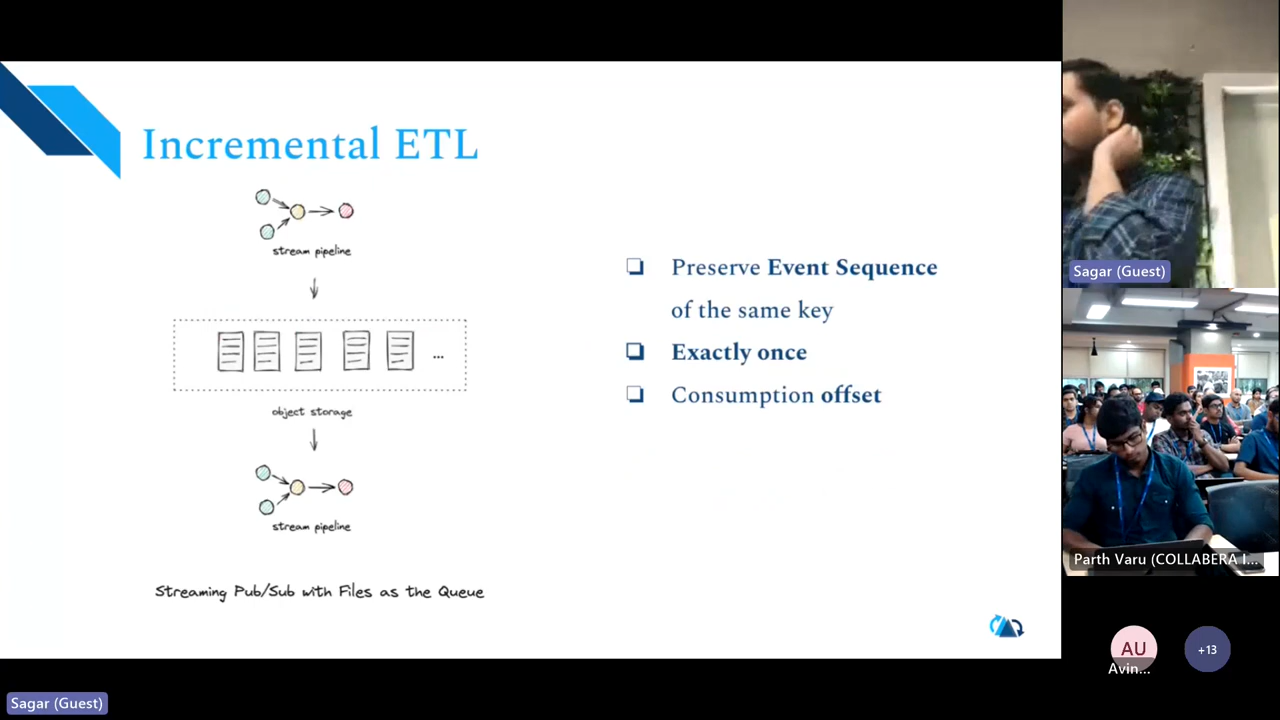 Incremental ETL
stream pipeline
...
object storage
stream pipeline
Streaming Pub/Sub with Files as the Queue
Preserve Event Sequence
of the same key
Exactly once
Consumption offset
Sagar (Guest)
Parth Varu (COLLABERA I...
AU
Avin...
+13
Sagar (Guest)